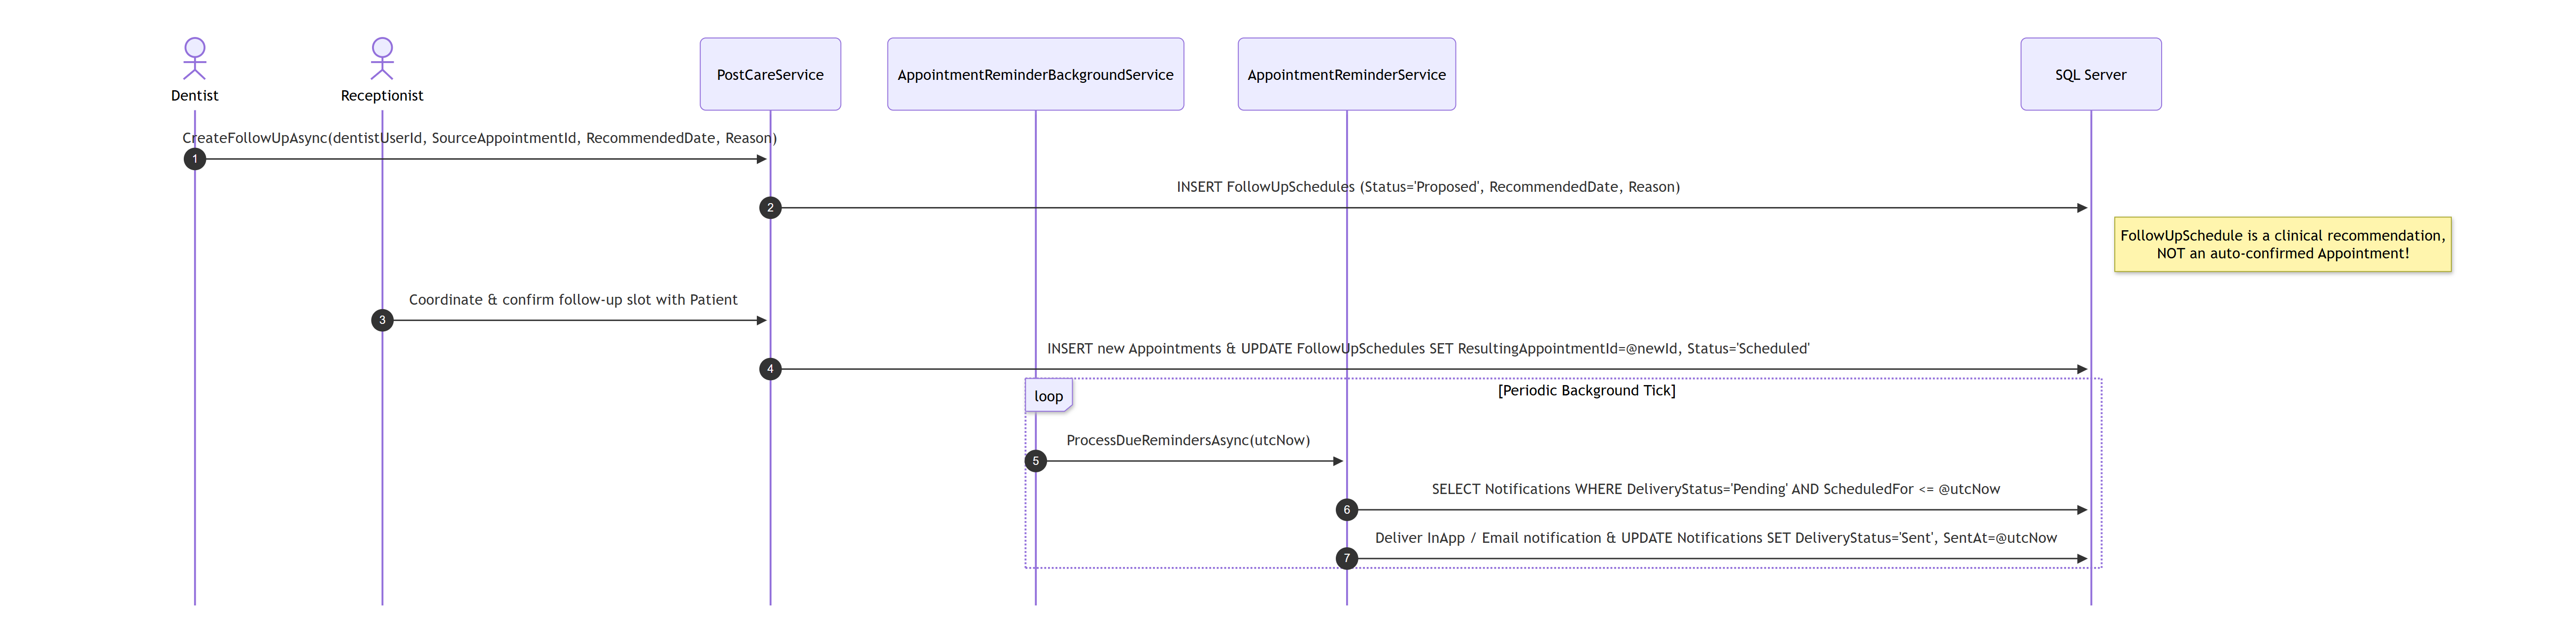 Dentist
Receptionist
PostCareService
AppointmentReminderBackgroundService
AppointmentReminderService
SQL Server
CreateFollowUpAsync(dentistUserId, SourceAppointmentId, RecommendedDate, Reason)
1
INSERT FollowUpSchedules (Status='Proposed', RecommendedDate, Reason)
2
FollowUpSchedule is a clinical recommendation,
NOT an auto-confirmed Appointment!
Coordinate & confirm follow-up slot with Patient
3
INSERT new Appointments & UPDATE FollowUpSchedules SET ResultingAppointmentId=@newId, Status='Scheduled'
4
loop
[Periodic Background Tick]
ProcessDueRemindersAsync(utcNow)
5
SELECT Notifications WHERE DeliveryStatus='Pending' AND ScheduledFor <= @utcNow
6
Deliver InApp / Email notification & UPDATE Notifications SET DeliveryStatus='Sent', SentAt=@utcNow
7